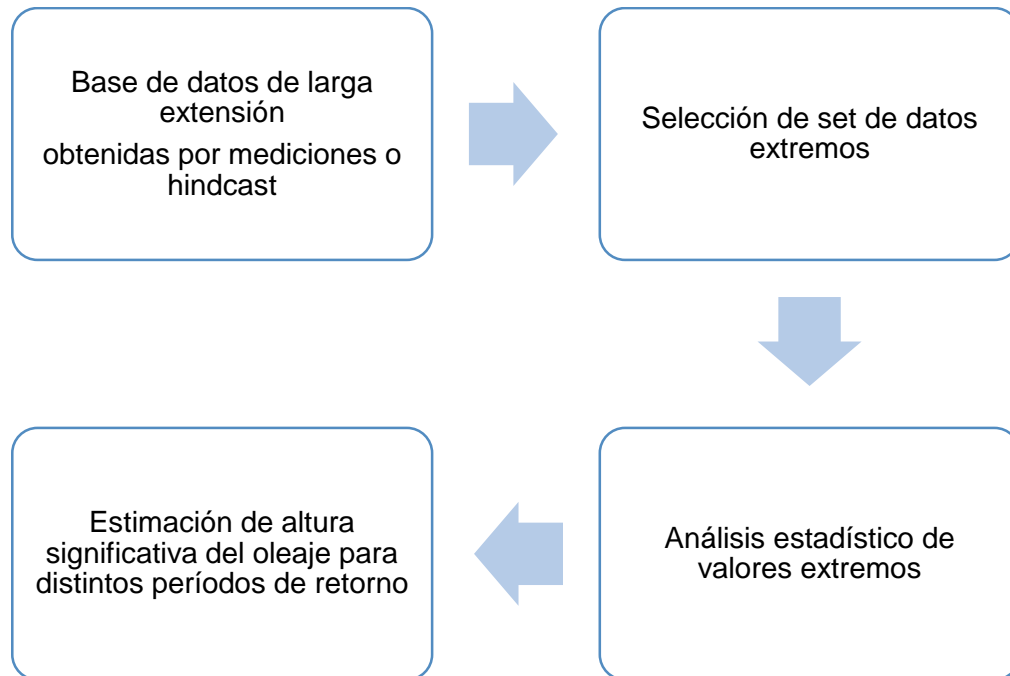 Base de datos de larga
extensión
obtenidas por mediciones o
hindcast
Selección de set de datos
extremos
Análisis estadístico de
valores extremos
Estimación de altura
significativa del oleaje para
distintos períodos de retorno